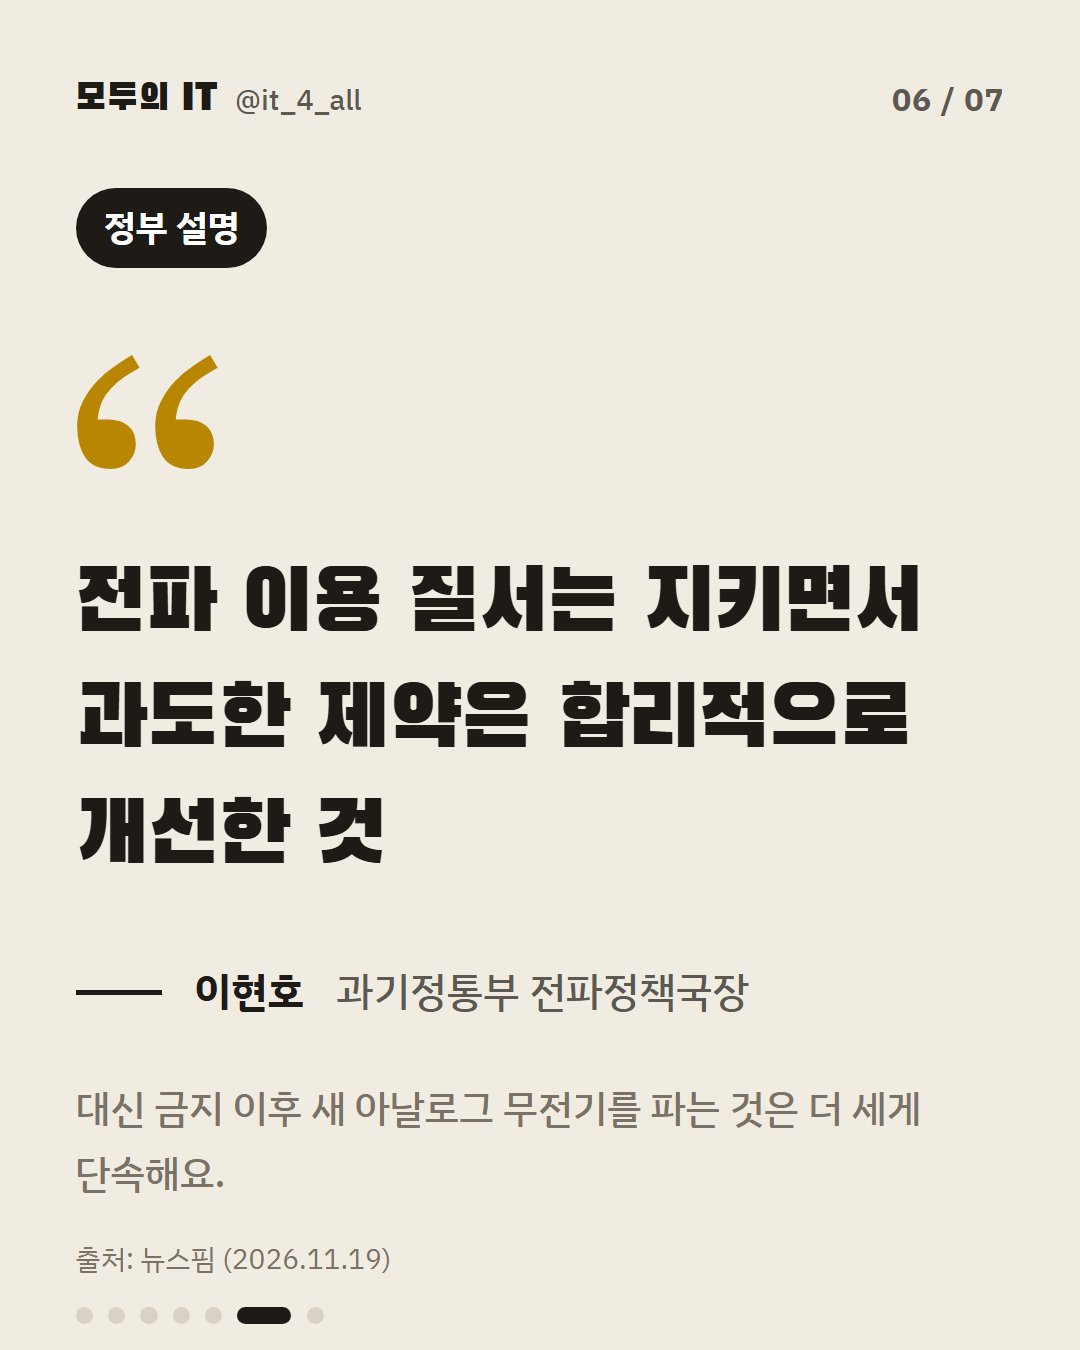 모두의 IT @it_4_all
06 / 07
정부 설명
“
전파 이용 질서는 지키면서
과도한 제약은 합리적으로
개선한 것
이현호 과기정통부 전파정책국장
대신 금지 이후 새 아날로그 무전기를 파는 것은 더 세게
단속해요.
출처: 뉴스핌 (2026.11.19)